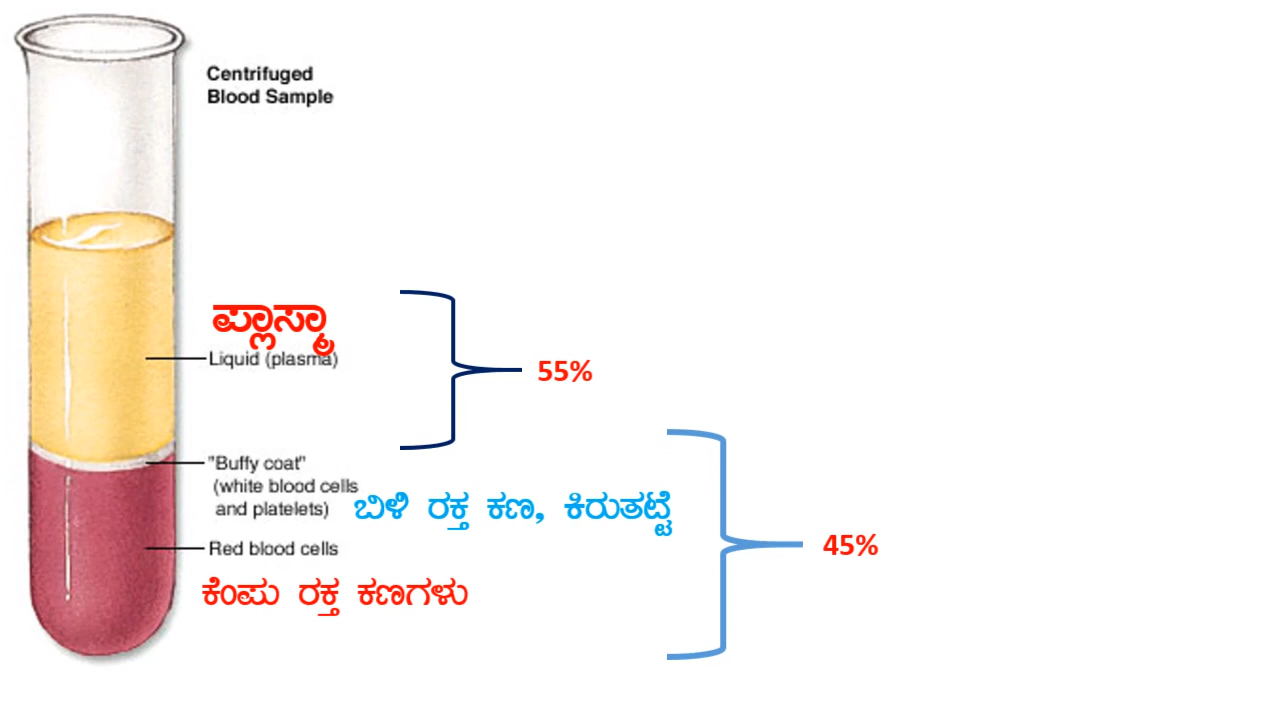 Centrifuged
Blood Sample
ಪ್ಲಾಸ್ಮಾ
Liquid (plasma)
55%
"Buffy coat"
(white blood cells
and platelets)
ಬಿಳಿ ರಕ್ತ ಕಣ, ಕಿರುತಟ್ಟೆ
45%
Red blood cells
ಕೆಂಪು ರಕ್ತ ಕಣಗಳು